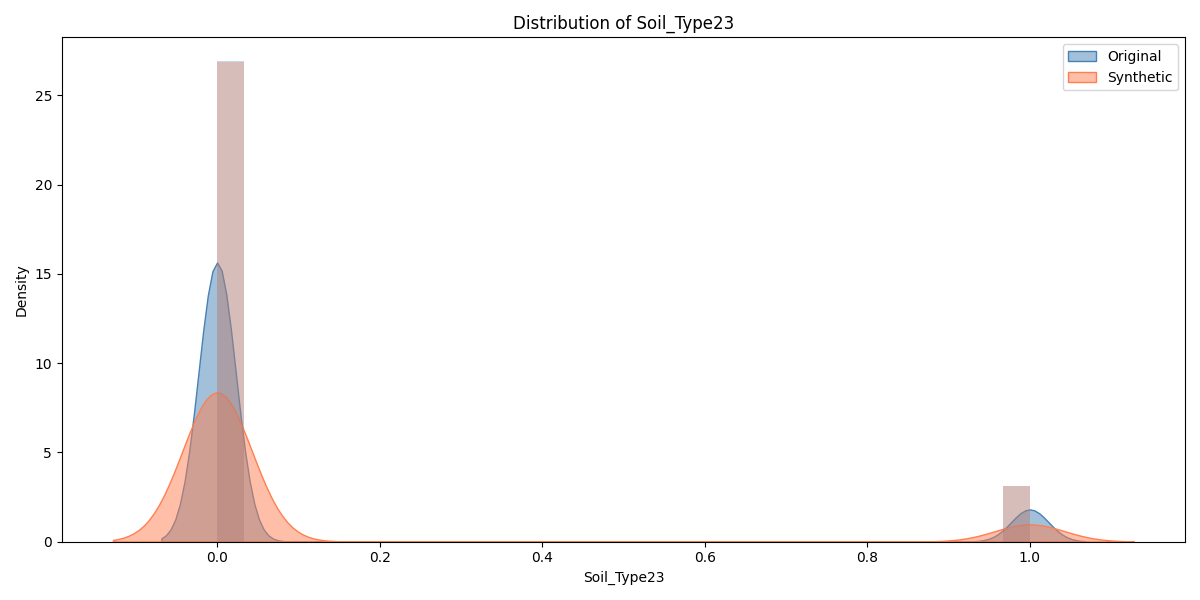 Distribution of Soil_Type23
Original
Synthetic
Density
25
20
15
10
5
0
0.0 0.2 0.4 0.6 0.8 1.0
Soil_Type23